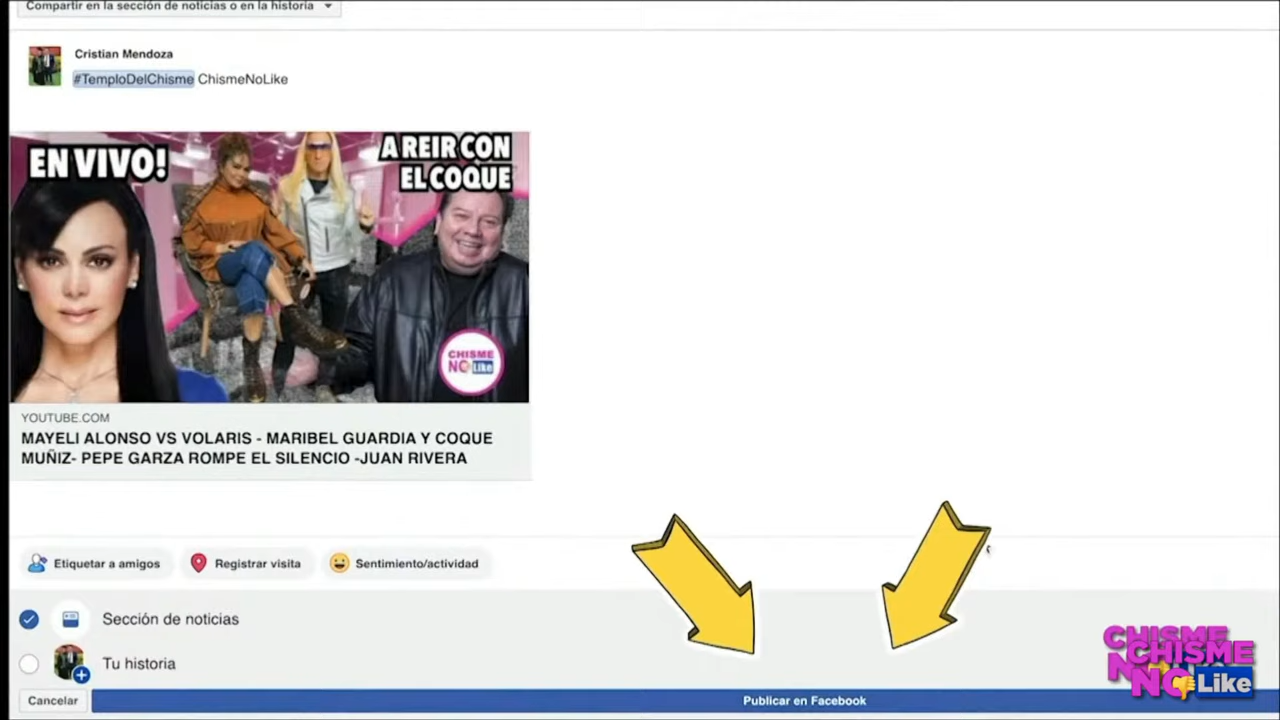 Compartir en la sección de noticias o en la historia
Cristian Mendoza
#TemploDelChisme ChismeNoLike
EN VIVO!
A REIR CON
EL COQUE
CHISME
NO Like
YOUTUBE.COM
MAYELI ALONSO VS VOLARIS - MARIBEL GUARDIA Y COQUE
MUÑIZ- PEPE GARZA ROMPE EL SILENCIO -JUAN RIVERA
Etiquetar a amigos
Registrar visita
Sentimiento/actividad
Sección de noticias
Tu historia
Cancelar
Publicar en Facebook
CHISME
CHISME
NO Like